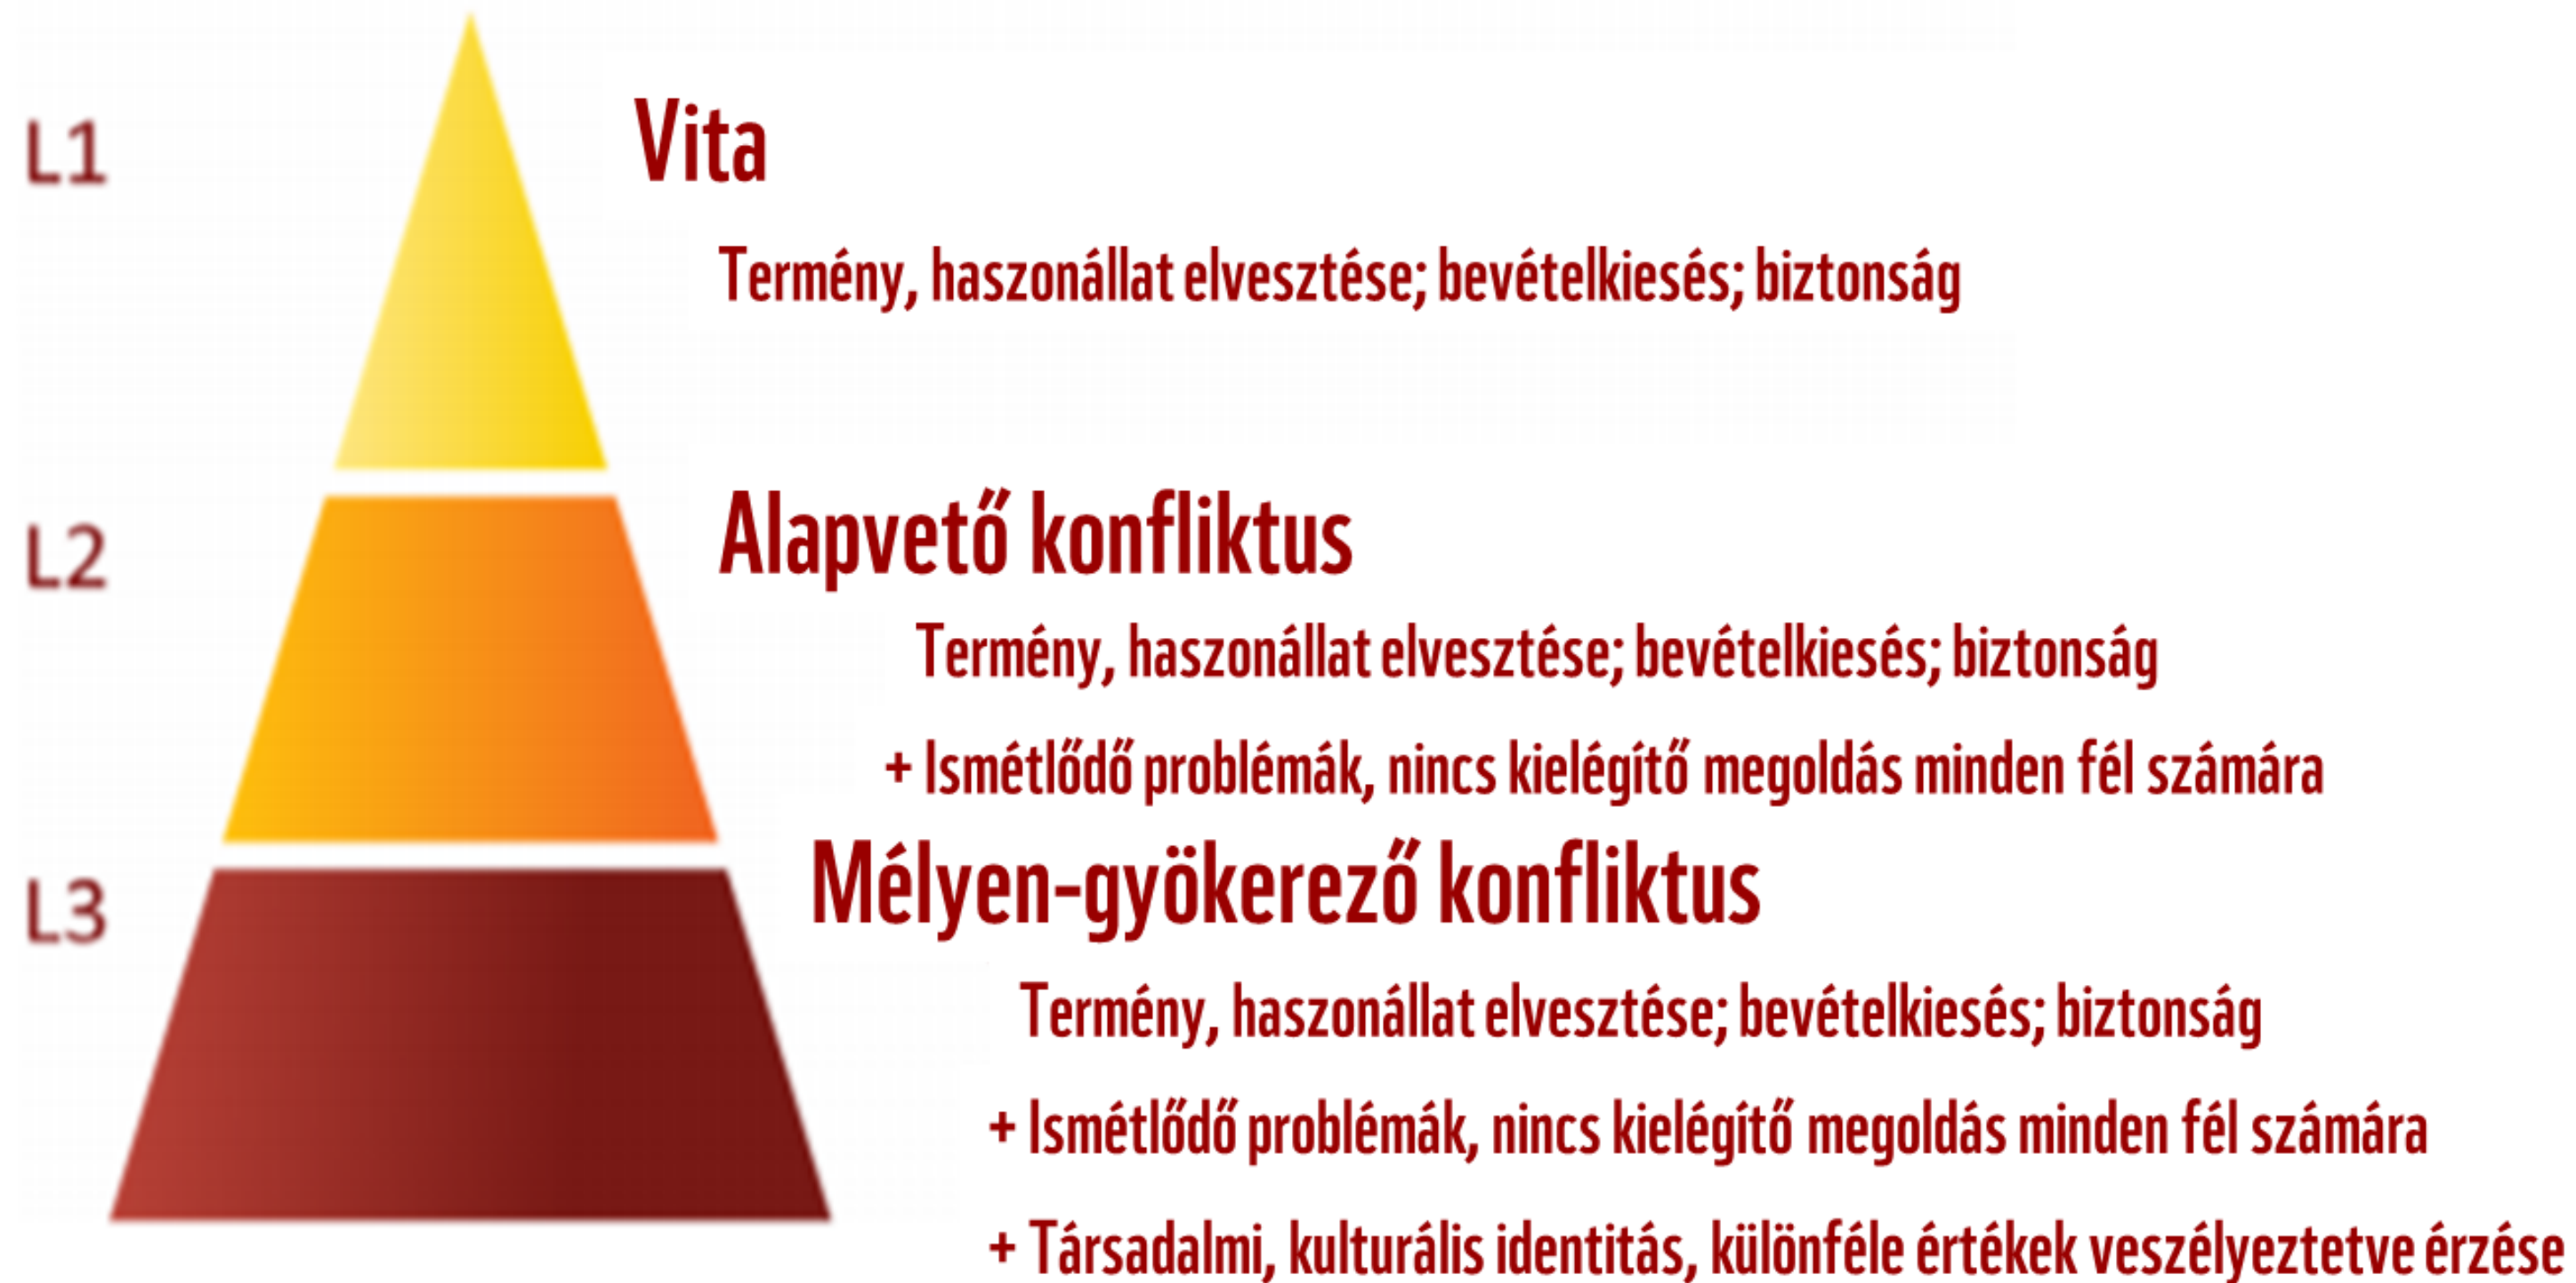 L1
Vita
Termény, haszonállat elvesztése; bevételkiesés; biztonság
L2
Alapvető konfliktus
Termény, haszonállat elvesztése; bevételkiesés; biztonság
+ Ismétlődő problémák, nincs kielégítő megoldás minden fél számára
L3
Mélyen-gyökerező konfliktus
Termény, haszonállat elvesztése; bevételkiesés; biztonság
+ Ismétlődő problémák, nincs kielégítő megoldás minden fél számára
+ Társadalmi, kulturális identitás, különféle értékek veszélyeztetve érzése